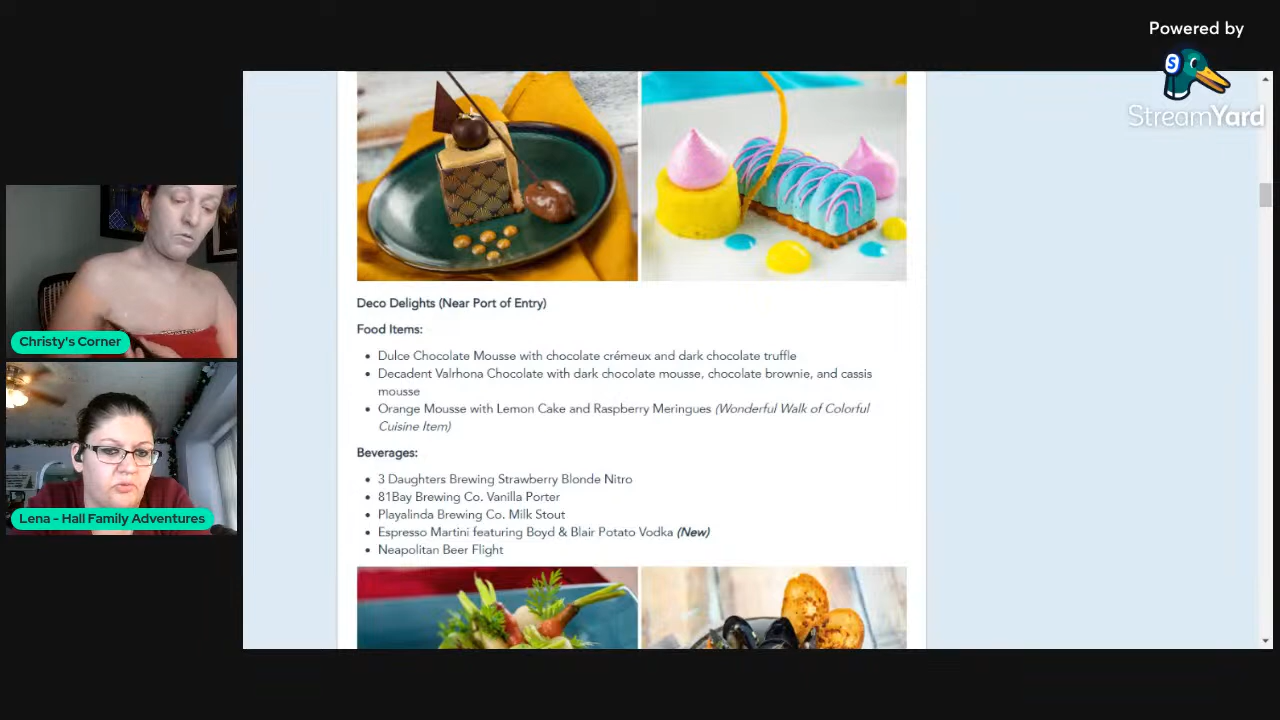 Powered by
S
StreamYard
Christy's Corner
Lena - Hall Family Adventures
Deco Delights (Near Port of Entry)
Food Items:
• Dulce Chocolate Mousse with chocolate crémeux and dark chocolate truffle
• Decadent Valrhona Chocolate with dark chocolate mousse, chocolate brownie, and cassis
mousse
• Orange Mousse with Lemon Cake and Raspberry Meringues (Wonderful Walk of Colorful
Cuisine Item)
Beverages:
• 3 Daughters Brewing Strawberry Blonde Nitro
• 81Bay Brewing Co. Vanilla Porter
• Playalinda Brewing Co. Milk Stout
• Espresso Martini featuring Boyd & Blair Potato Vodka (New)
• Neapolitan Beer Flight